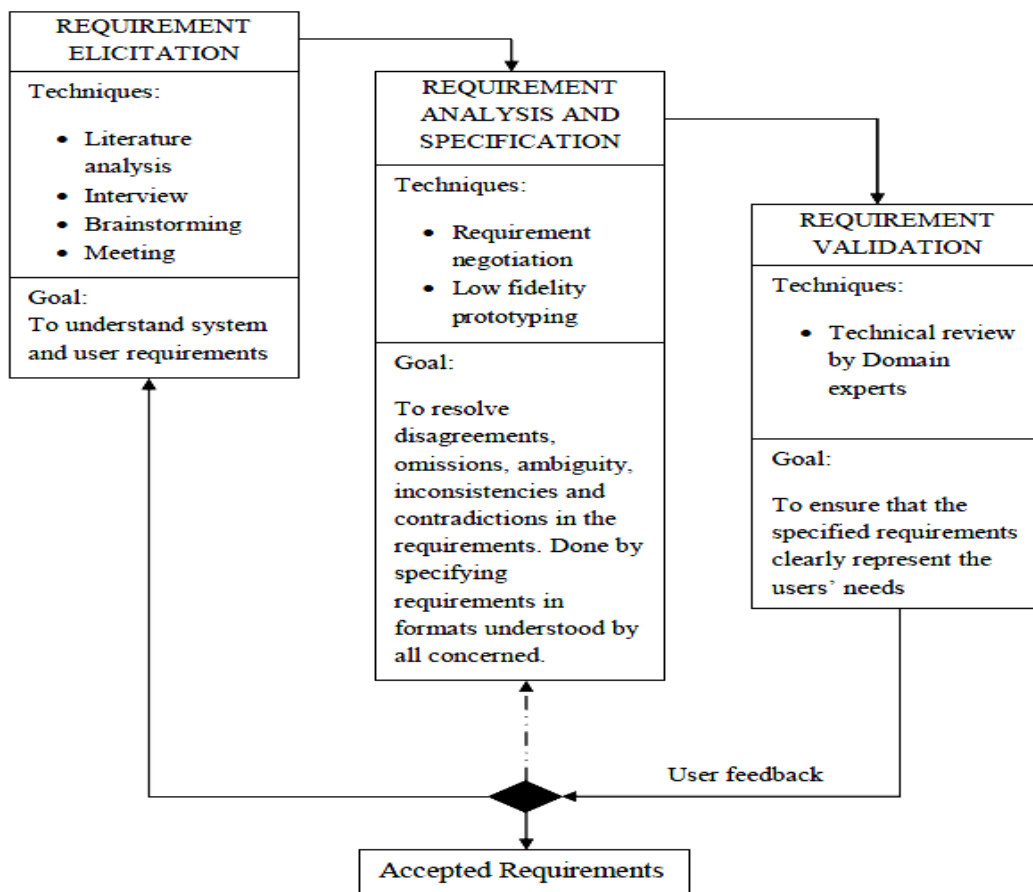 REQUIREMENT
ELICITATION
Techniques:
• Literature
analysis
• Interview
• Brainstorming
• Meeting
Goal:
To understand system
and user requirements
REQUIREMENT
ANALYSIS AND
SPECIFICATION
Techniques:
• Requirement
negotiation
• Low fidelity
prototyping
Goal:
To resolve
disagreements,
omissions, ambiguity,
inconsistencies and
contradictions in the
requirements. Done by
specifying
requirements in
formats understood by
all concerned.
REQUIREMENT
VALIDATION
Techniques:
• Technical review
by Domain
experts
Goal:
To ensure that the
specified requirements
clearly represent the
users’ needs
User feedback
Accepted Requirements